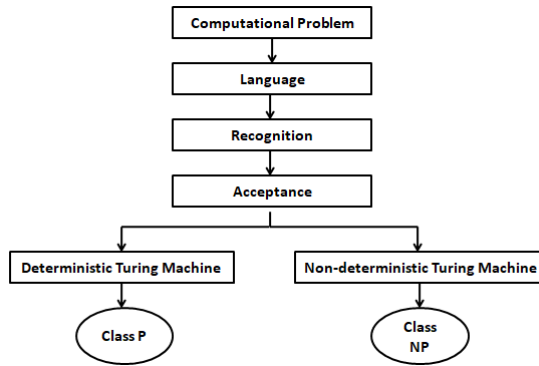 Computational Problem
Language
Recognition
Acceptance
Deterministic Turing Machine
Non-deterministic Turing Machine
Class P
Class
NP